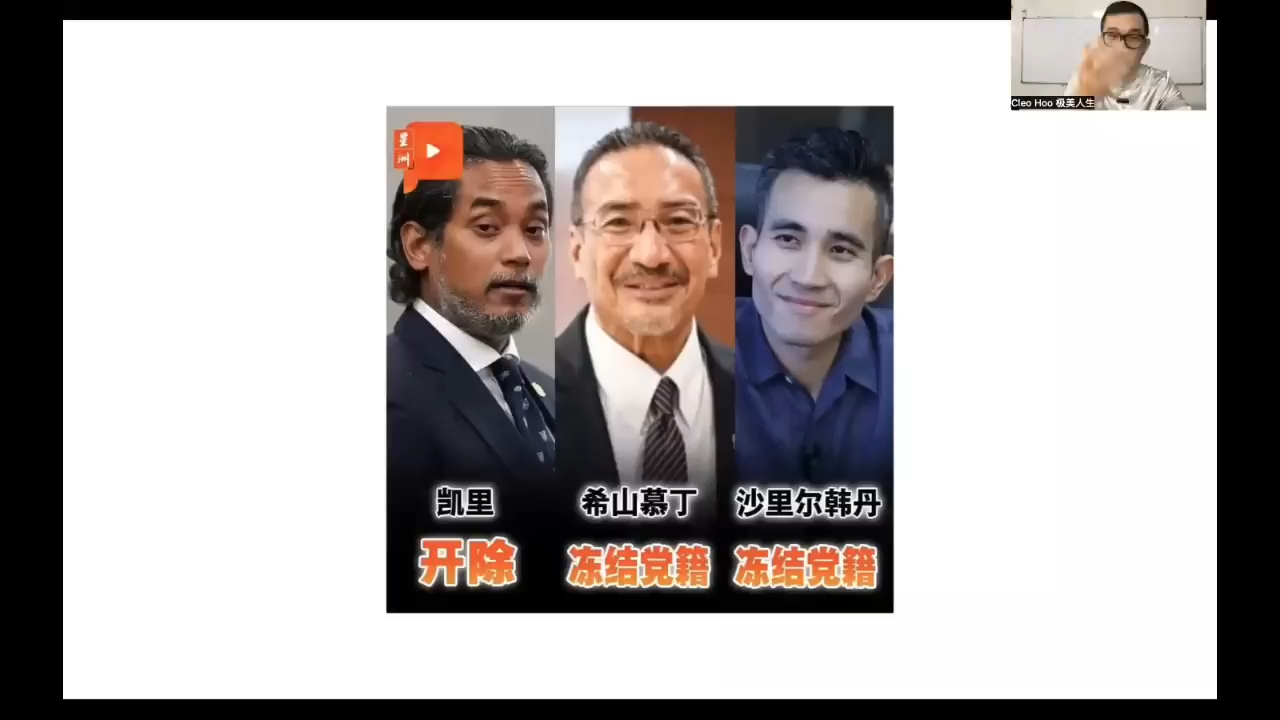 Cleo Hoo 极美人生
星洲
凯里
希山慕丁
沙里尔韩丹
开除
冻结党籍
冻结党籍